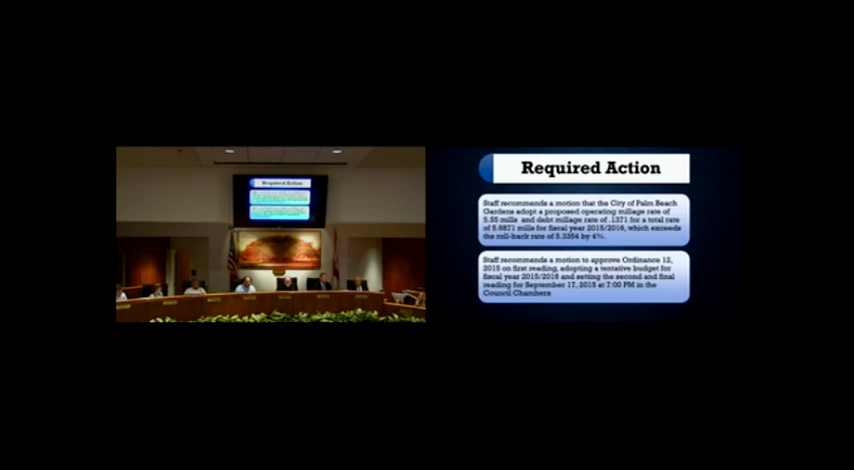 Required Action
Required Action
Staff recommends a motion that the City of Palm Beach
Gardens adopt a proposed operating millage rate of
5.55 mills and debt millage rate of .1371 for a total rate
of 5.6871 mills for fiscal year 2015/2016, which exceeds
the roll-back rate of 5.3354 by 4%.
Staff recommends a motion to approve Ordinance 12,
2015 on first reading, adopting a tentative budget for
fiscal year 2015/2016 and setting the second and final
reading for September 17, 2015 at 7:00 PM in the
Council Chambers